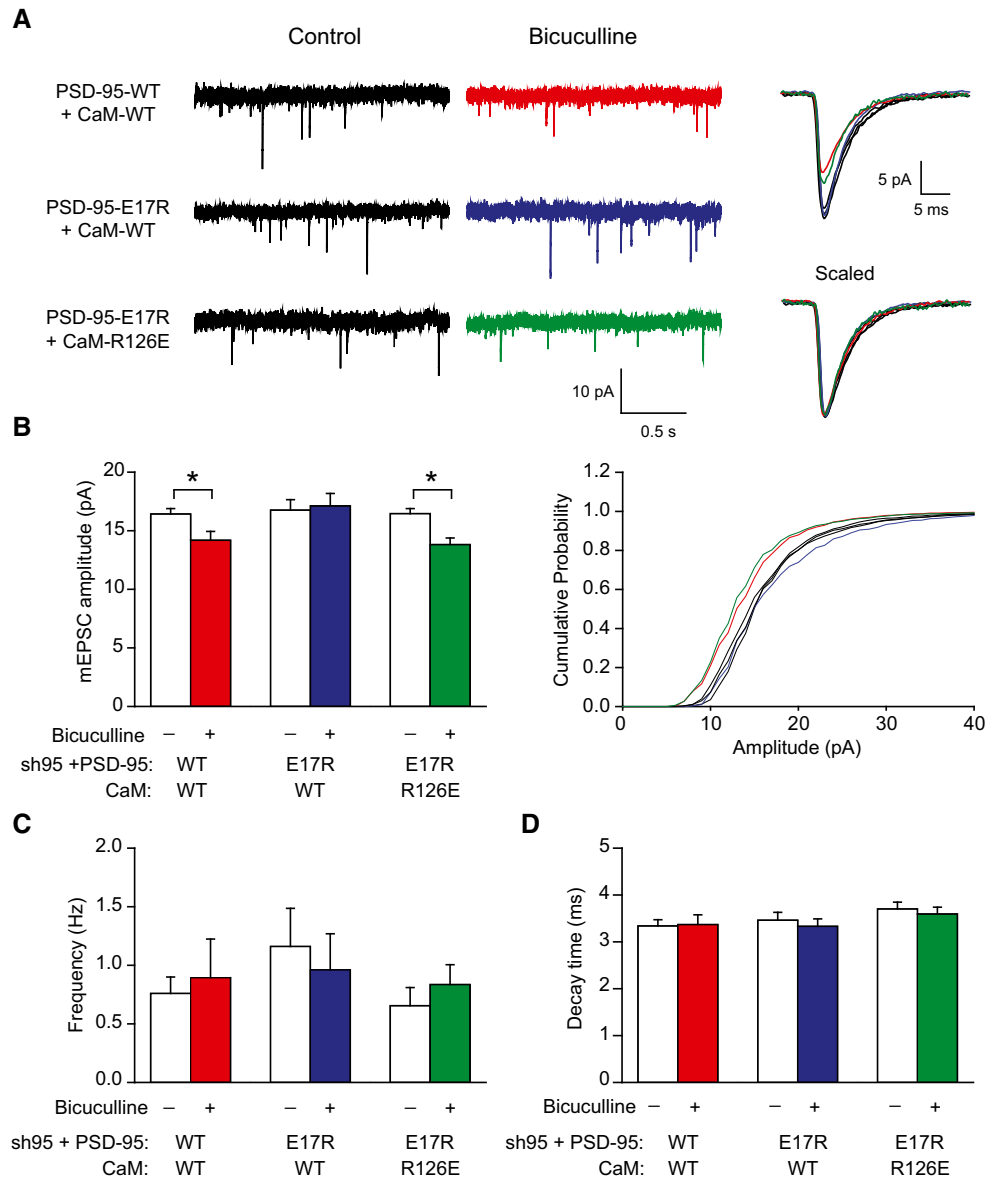 A
Control
Bicuculline
PSD-95-WT
+ CaM-WT
PSD-95-E17R
+ CaM-WT
PSD-95-E17R
+ CaM-R126E
5 pA
5 ms
Scaled
10 pA
0.5 s
B
mEPSC amplitude (pA)
20
15
10
5
0
*
*
Bicuculline – + – + – +
sh95 +PSD-95: WT E17R E17R
CaM: WT WT R126E
Cumulative Probability
1.2
1.0
0.8
0.6
0.4
0.2
0.0
0 10 20 30 40
Amplitude (pA)
C
Frequency (Hz)
2.0
1.5
1.0
0.5
0.0
Bicuculline – + – + – +
sh95 + PSD-95: WT E17R E17R
CaM: WT WT R126E
D
Decay time (ms)
5
4
3
2
1
0
Bicuculline – + – + – +
sh95 + PSD-95: WT E17R E17R
CaM: WT WT R126E